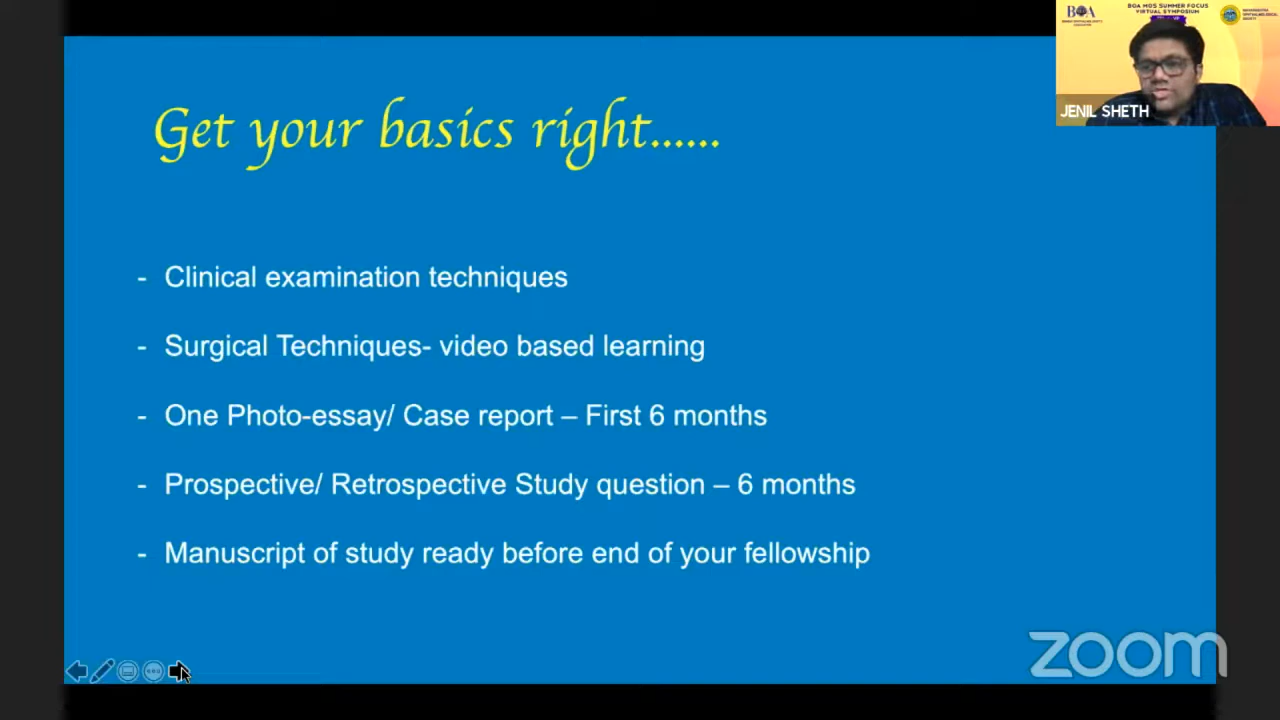 BOA
BOA MOS SUMMER FOCUS
VIRTUAL SYMPOSIUM
JENIL SHETH
Get your basics right......
- Clinical examination techniques
- Surgical Techniques- video based learning
- One Photo-essay/ Case report – First 6 months
- Prospective/ Retrospective Study question – 6 months
- Manuscript of study ready before end of your fellowship
zoom